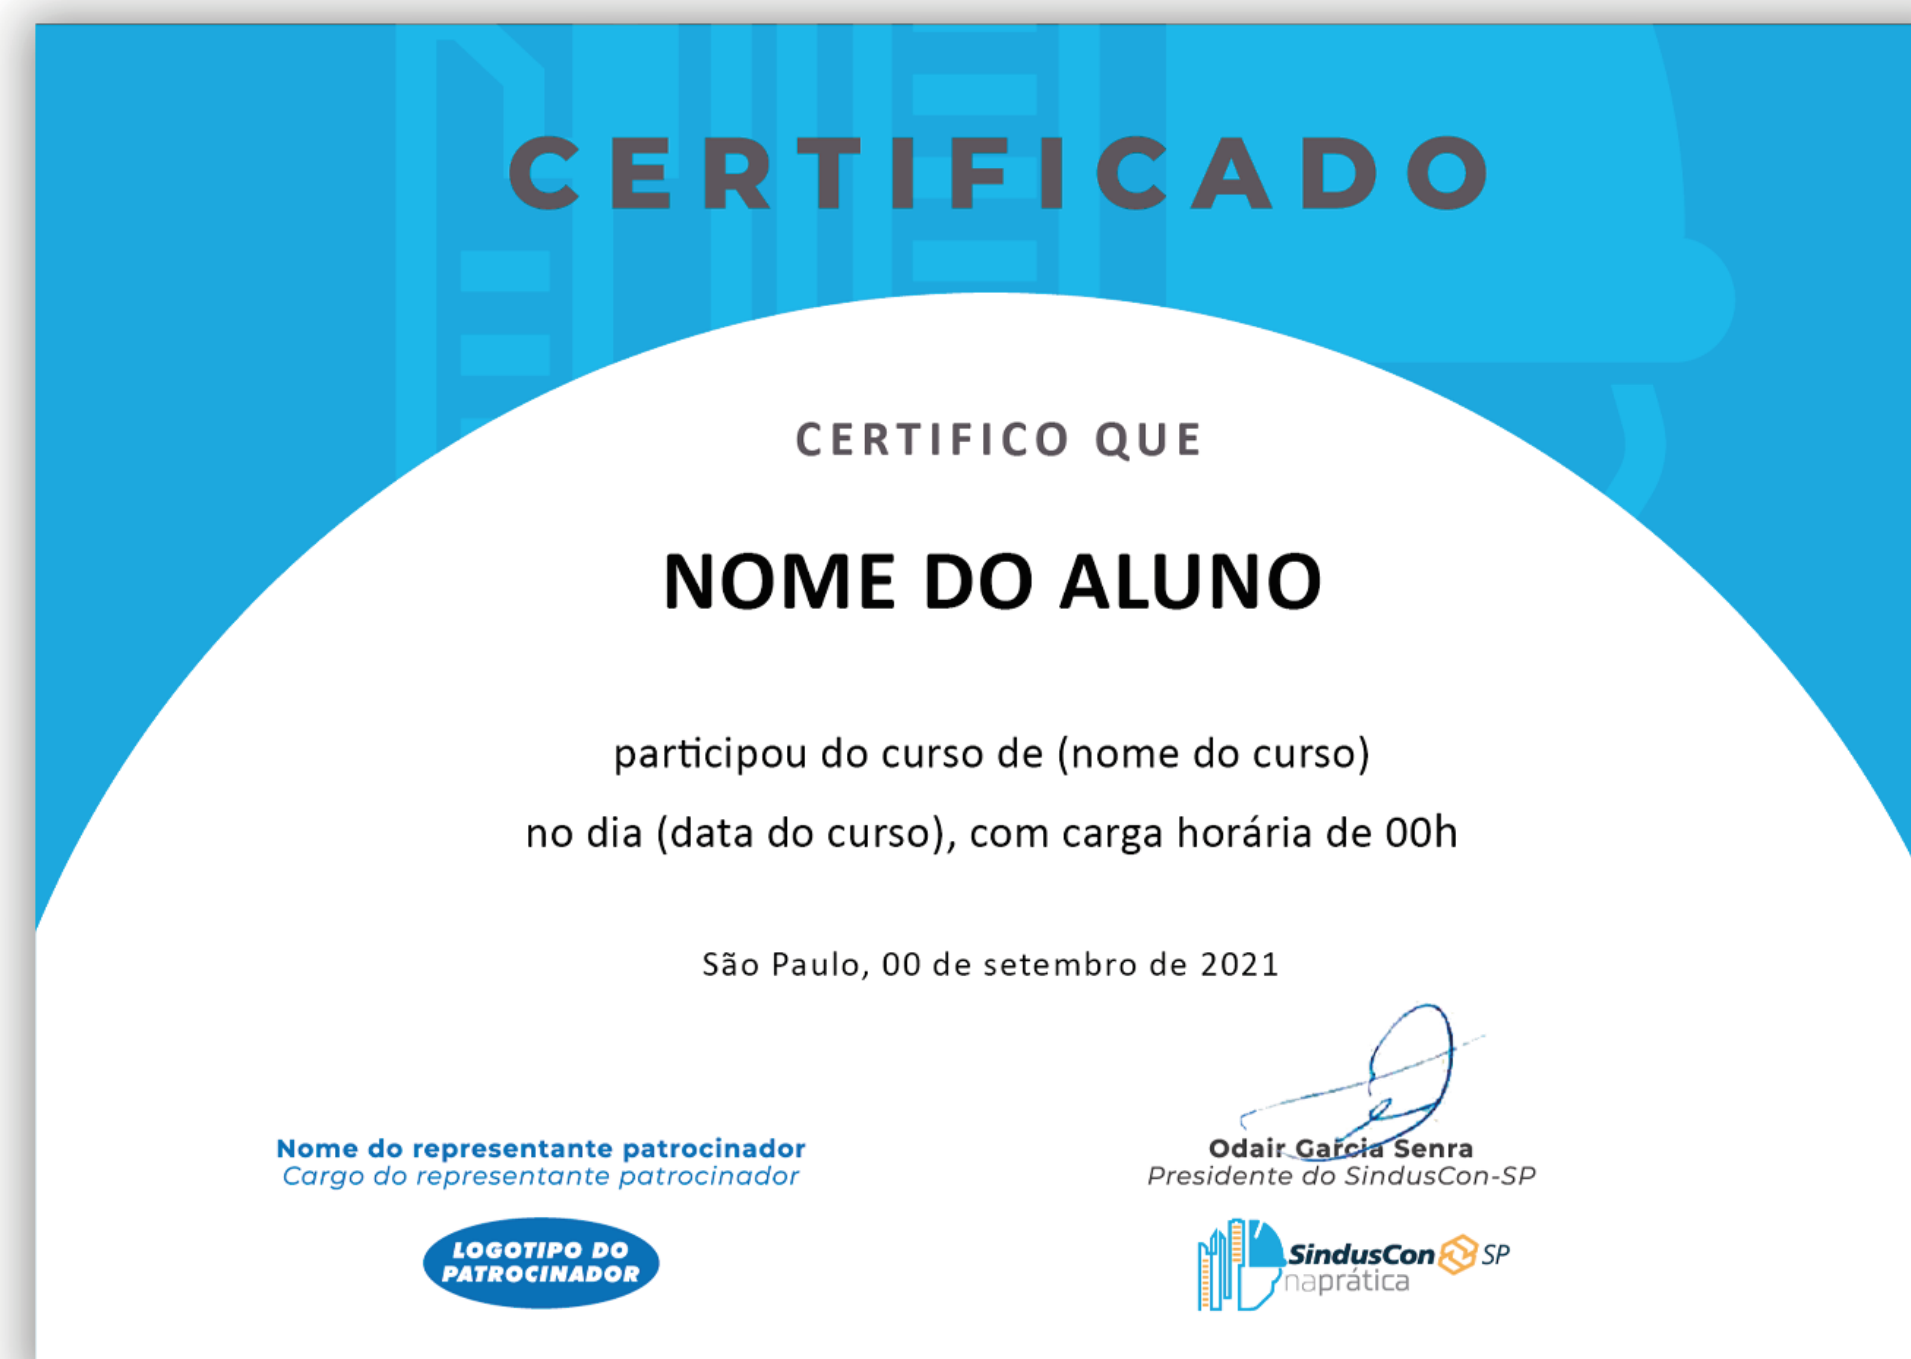 CERTIFICADO
CERTIFICO QUE
NOME DO ALUNO
participou do curso de (nome do curso)
no dia (data do curso), com carga horária de 00h
São Paulo, 00 de setembro de 2021
Nome do representante patrocinador
Cargo do representante patrocinador
LOGOTIPO DO
PATROCINADOR
Odair Garcia Senra
Presidente do SindusCon-SP
SindusCon SP
naprática